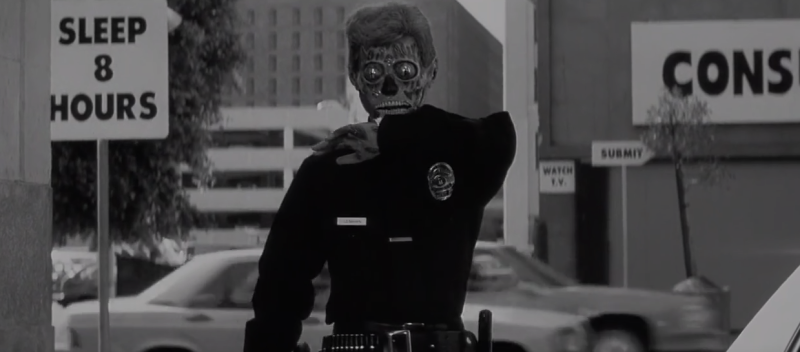 SLEEP
8
HOURS
CONS
SUBMIT
WATCH
T.V.